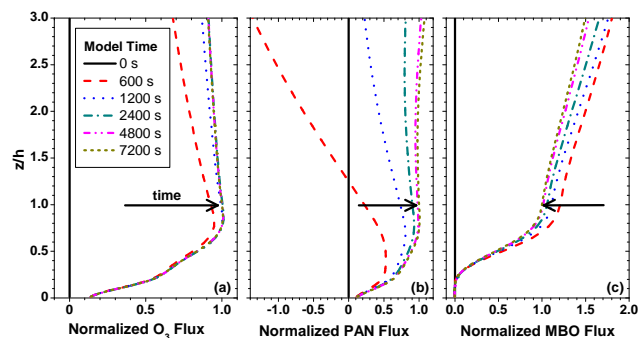 3.0
2.5
2.0
1.5
1.0
0.5
0
z/h
Model Time
0 s
600 s
1200 s
2400 s
4800 s
7200 s
time
(a)
(b)
(c)
0.0 0.5 1.0
-1.0 -0.5 0.0 0.5 1.0
0.0 0.5 1.0 1.5 2.0
Normalized O₃ Flux
Normalized PAN Flux
Normalized MBO Flux